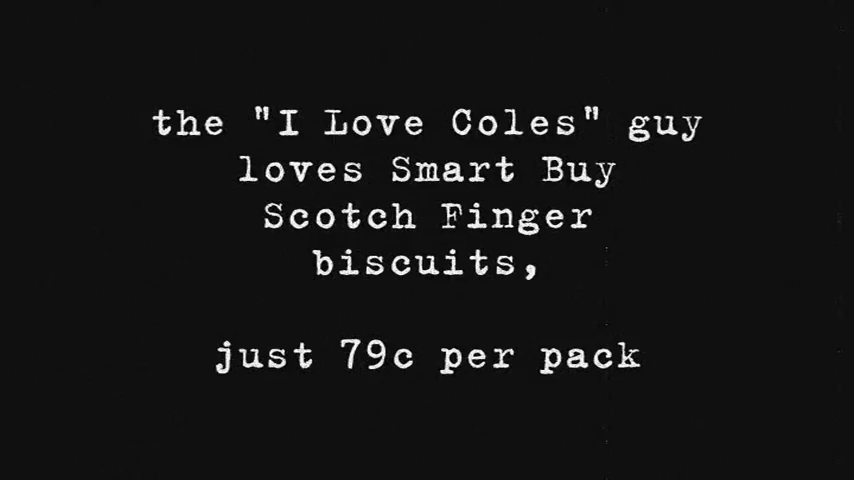 the "I Love Coles" guy
loves Smart Buy
Scotch Finger
biscuits,
just 79c per pack